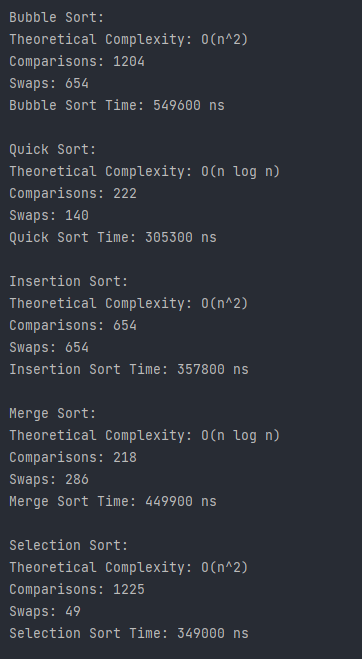 Bubble Sort:
Theoretical Complexity: O(n^2)
Comparisons: 1204
Swaps: 654
Bubble Sort Time: 549600 ns
Quick Sort:
Theoretical Complexity: O(n log n)
Comparisons: 222
Swaps: 140
Quick Sort Time: 305300 ns
Insertion Sort:
Theoretical Complexity: O(n^2)
Comparisons: 654
Swaps: 654
Insertion Sort Time: 357800 ns
Merge Sort:
Theoretical Complexity: O(n log n)
Comparisons: 218
Swaps: 286
Merge Sort Time: 449900 ns
Selection Sort:
Theoretical Complexity: O(n^2)
Comparisons: 1225
Swaps: 49
Selection Sort Time: 349000 ns